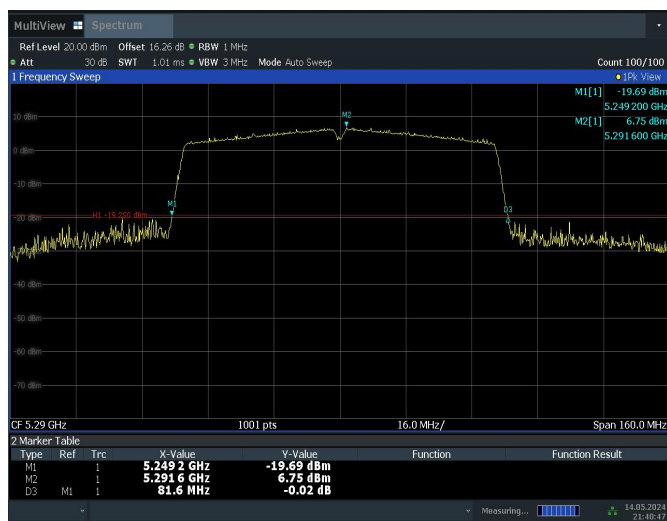 MultiView Spectrum
Ref Level 20.00 dBm Offset 16.26 dB RBW 1 MHz
Att 30 dB SWT 1.01 ms VBW 3 MHz Mode Auto Sweep Count 100/100
1 Frequency Sweep 1Pk View
M1[1] -19.69 dBm
5.249 200 GHz
M2[1] 6.75 dBm
5.291 600 GHz
10 dBm
M2
0 dBm
-10 dBm
M1
D3
H1 -19.250 dBm
-20 dBm
-30 dBm
-40 dBm
-50 dBm
-60 dBm
-70 dBm
CF 5.29 GHz 1001 pts 16.0 MHz/ Span 160.0 MHz
2 Marker Table
Type Ref Trc X-Value Y-Value Function Function Result
M1 1 5.249 2 GHz -19.69 dBm
M2 1 5.291 6 GHz 6.75 dBm
D3 M1 1 81.6 MHz -0.02 dB
Measuring... 14.05.2024
21:40:47